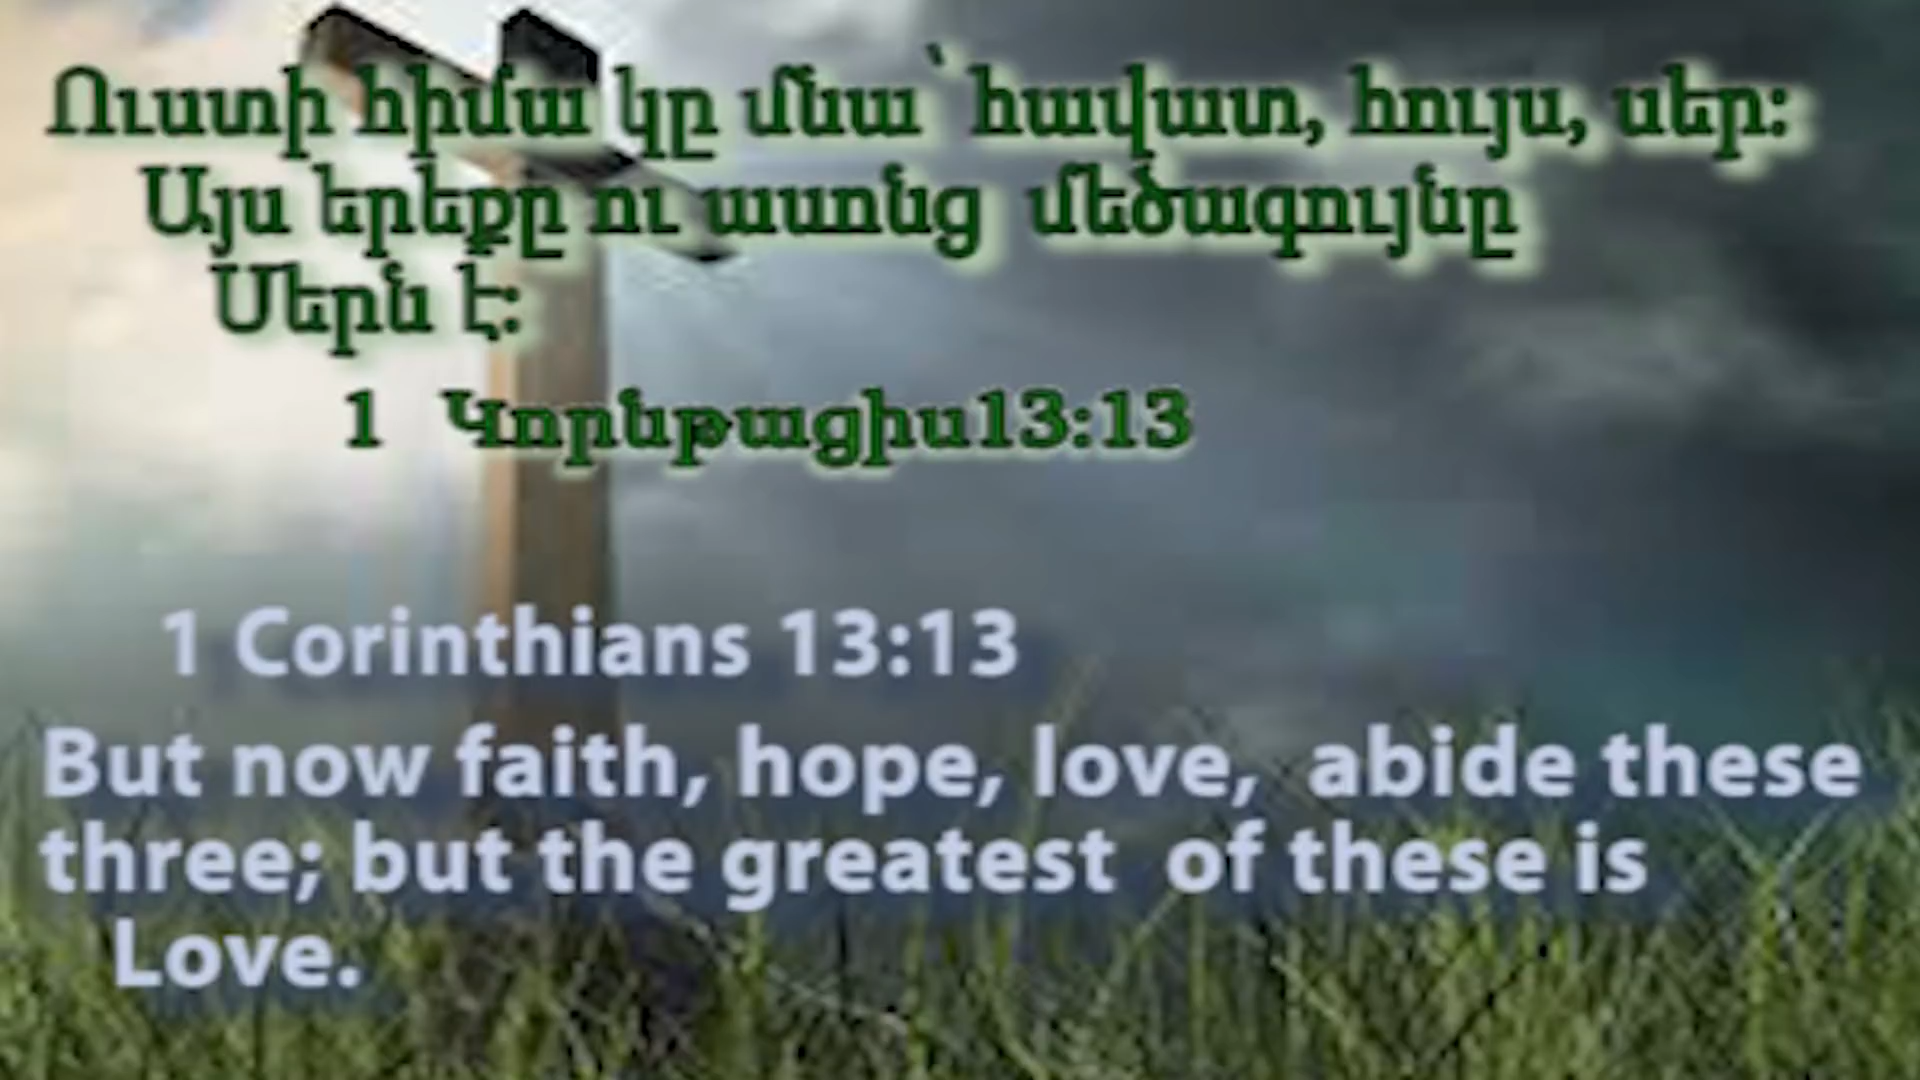 Ուստի հիմա կը մնա՝ հավատ, հույս, սեր:
Այս երեքը ու ասոնց մեծագույնը
Սերն է:
1 Կորնթացիս13:13
1 Corinthians 13:13
But now faith, hope, love, abide these
three; but the greatest of these is
Love.